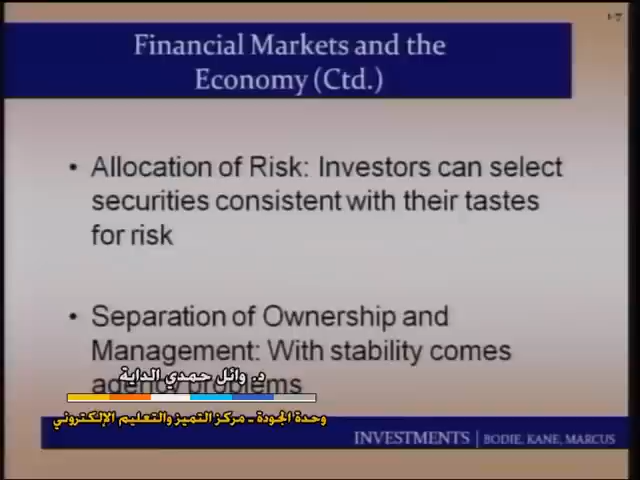 1-7
Financial Markets and the
Economy (Ctd.)
• Allocation of Risk: Investors can select
securities consistent with their tastes
for risk
• Separation of Ownership and
Management: With stability comes
agency problems
د. وائل حمدي الداية
وحدة الجودة - مركز التميز والتعليم الإلكتروني
INVESTMENTS | BODIE, KANE, MARCUS